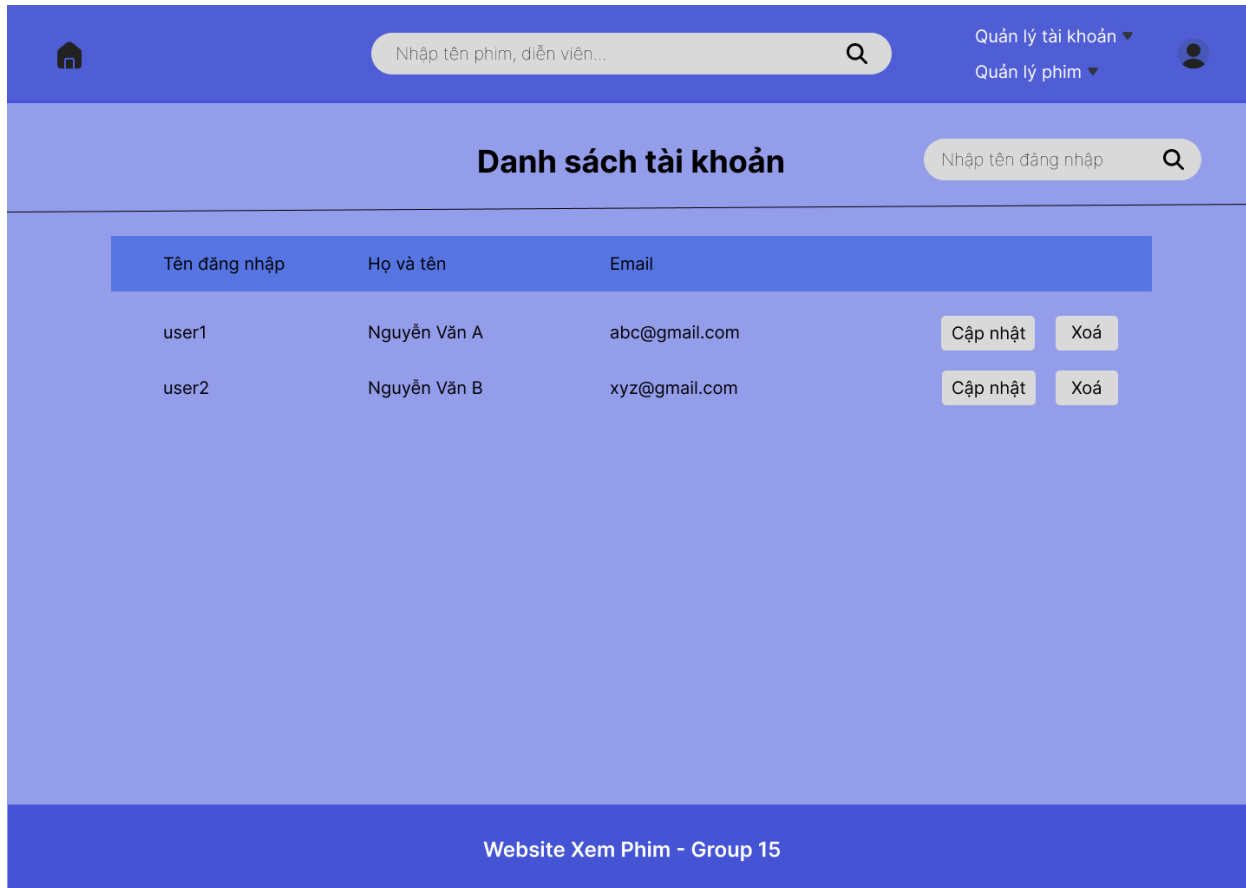 Nhập tên phim, diễn viên...
Quản lý tài khoản
Quản lý phim
Danh sách tài khoản
Nhập tên đăng nhập
Tên đăng nhập Họ và tên Email
user1 Nguyễn Văn A abc@gmail.com Cập nhật Xoá
user2 Nguyễn Văn B xyz@gmail.com Cập nhật Xoá
Website Xem Phim - Group 15